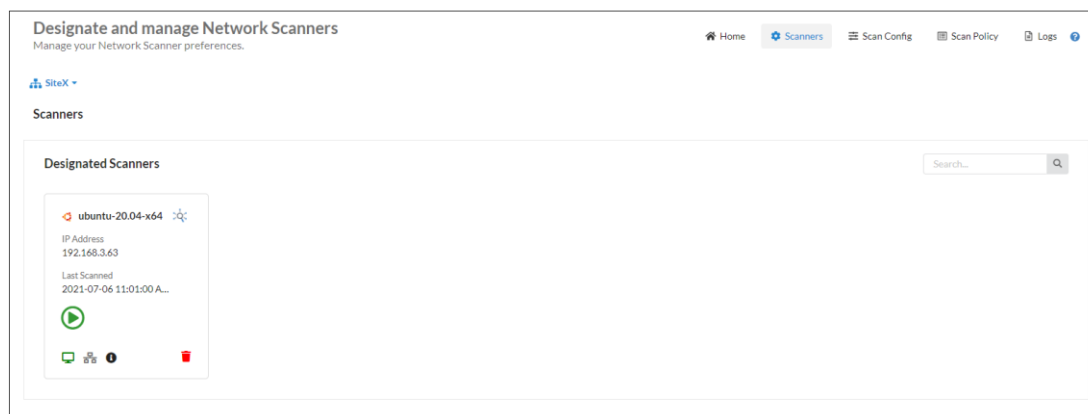 Designate and manage Network Scanners
Manage your Network Scanner preferences.
Home Scanners Scan Config Scan Policy Logs
SiteX
Scanners
Designated Scanners
Search...
ubuntu-20.04-x64
IP Address
192.168.3.63
Last Scanned
2021-07-06 11:01:00 A...